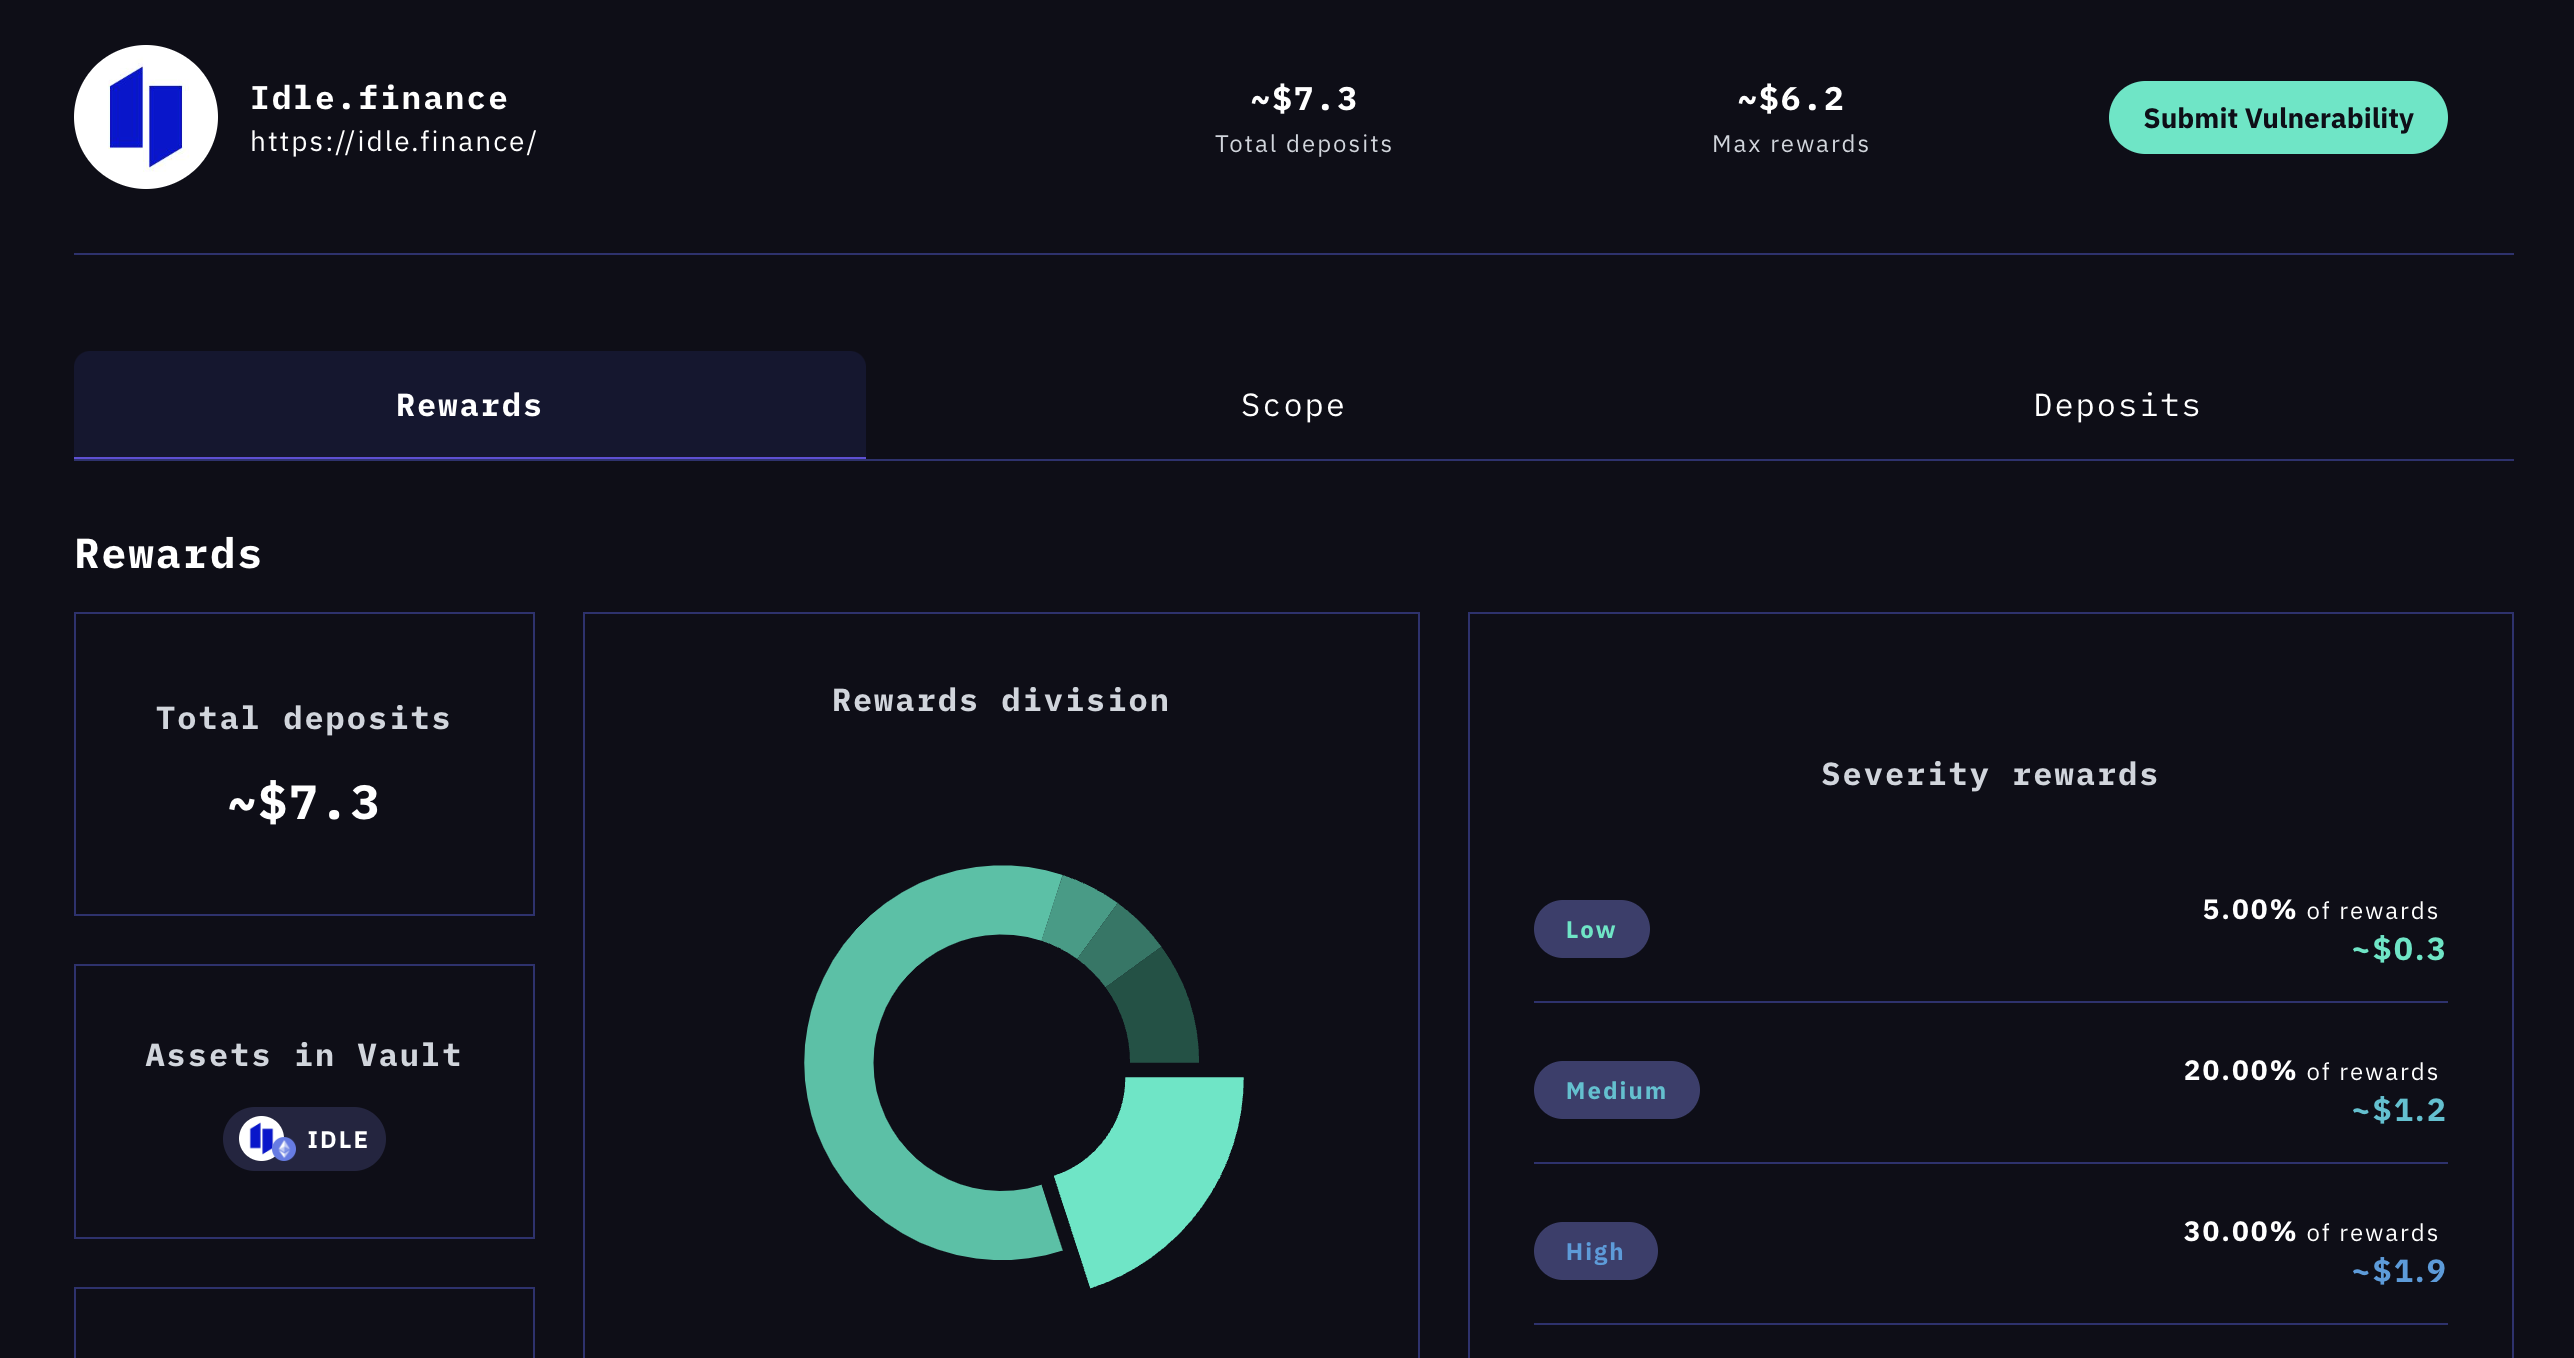 Idle.finance
https://idle.finance/
~$7.3
Total deposits
~$6.2
Max rewards
Submit Vulnerability
Rewards
Scope
Deposits
Rewards
Total deposits
~$7.3
Assets in Vault
IDLE
Rewards division
Severity rewards
Low
5.00% of rewards
~$0.3
Medium
20.00% of rewards
~$1.2
High
30.00% of rewards
~$1.9